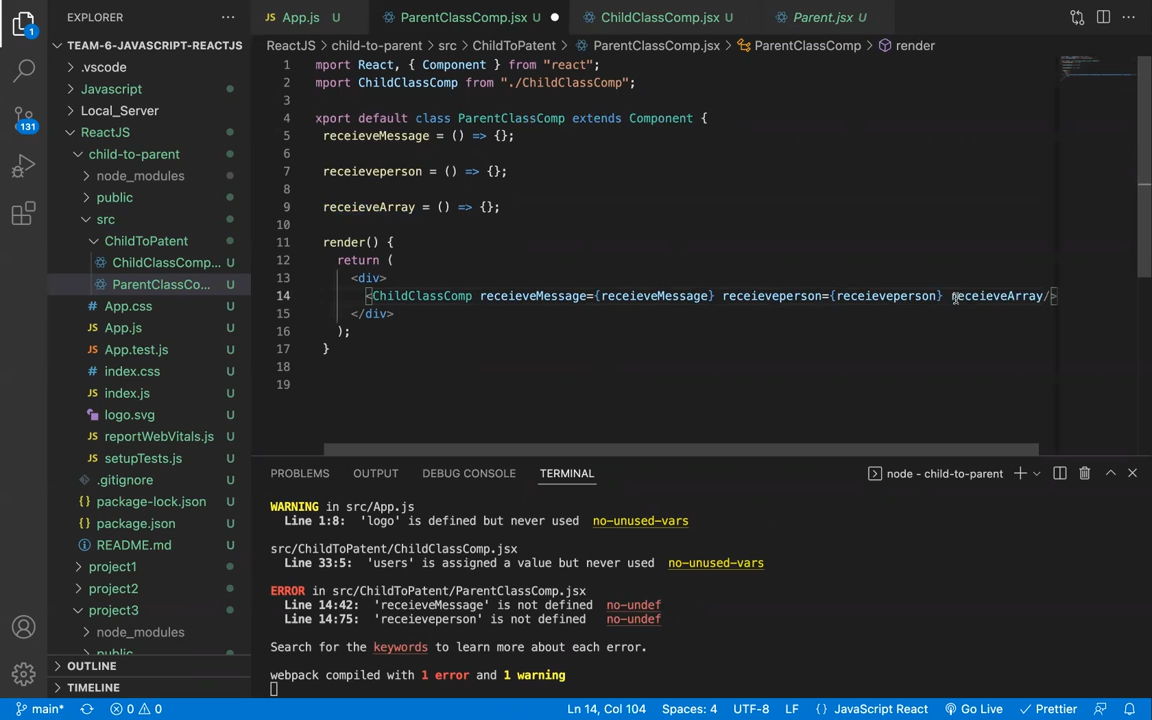 EXPLORER
App.js U
ParentClassComp.jsx U
ChildClassComp.jsx U
Parent.jsx U
TEAM-6-JAVASCRIPT-REACTJS
ReactJS > child-to-parent > src > ChildToPatent > ParentClassComp.jsx > ParentClassComp > render
.vscode
Javascript
Local_Server
ReactJS
child-to-parent
node_modules
public
src
ChildToPatent
ChildClassComp... U
ParentClassCo... U
App.css U
App.js U
App.test.js U
index.css U
index.js U
logo.svg U
reportWebVitals.js U
setupTests.js U
.gitignore U
package-lock.json U
package.json U
README.md U
project1
project2
project3
node_modules
public
OUTLINE
TIMELINE
1 mport React, { Component } from "react";
2 mport ChildClassComp from "./ChildClassComp";
3
4 xport default class ParentClassComp extends Component {
5 receieveMessage = () => {};
6
7 receieveperson = () => {};
8
9 receieveArray = () => {};
10
11 render() {
12 return (
13 <div>
14 <ChildClassComp receieveMessage={receieveMessage} receieveperson={receieveperson} receieveArray/>
15 </div>
16 );
17 }
18
19
PROBLEMS OUTPUT DEBUG CONSOLE TERMINAL
node - child-to-parent
WARNING in src/App.js
Line 1:8: 'logo' is defined but never used no-unused-vars
src/ChildToPatent/ChildClassComp.jsx
Line 33:5: 'users' is assigned a value but never used no-unused-vars
ERROR in src/ChildToPatent/ParentClassComp.jsx
Line 14:42: 'receieveMessage' is not defined no-undef
Line 14:75: 'receieveperson' is not defined no-undef
Search for the keywords to learn more about each error.
webpack compiled with 1 error and 1 warning
1
131
main* 0 0 Ln 14, Col 104 Spaces: 4 UTF-8 LF {} JavaScript React Go Live Prettier